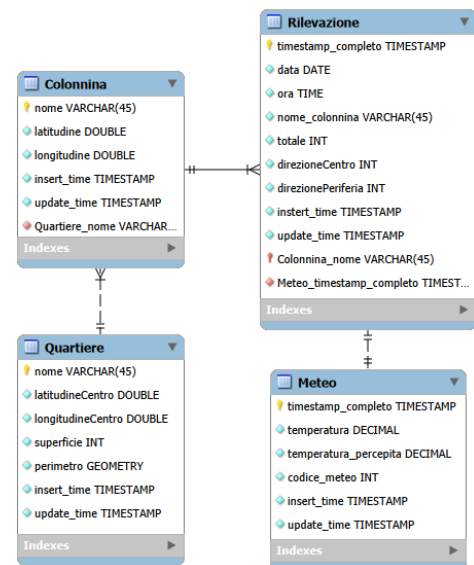 Colonnina
nome VARCHAR(45)
latitudine DOUBLE
longitudine DOUBLE
insert_time TIMESTAMP
update_time TIMESTAMP
Quartiere_nome VARCHAR...
Indexes
Rilevazione
timestamp_completo TIMESTAMP
data DATE
ora TIME
nome_colonnina VARCHAR(45)
totale INT
direzioneCentro INT
direzionePeriferia INT
instert_time TIMESTAMP
update_time TIMESTAMP
Colonnina_nome VARCHAR(45)
Meteo_timestamp_completo TIMEST...
Indexes
Quartiere
nome VARCHAR(45)
latitudineCentro DOUBLE
longitudineCentro DOUBLE
superficie INT
perimetro GEOMETRY
insert_time TIMESTAMP
update_time TIMESTAMP
Indexes
Meteo
timestamp_completo TIMESTAMP
temperatura DECIMAL
temperatura_percepita DECIMAL
codice_meteo INT
insert_time TIMESTAMP
update_time TIMESTAMP
Indexes